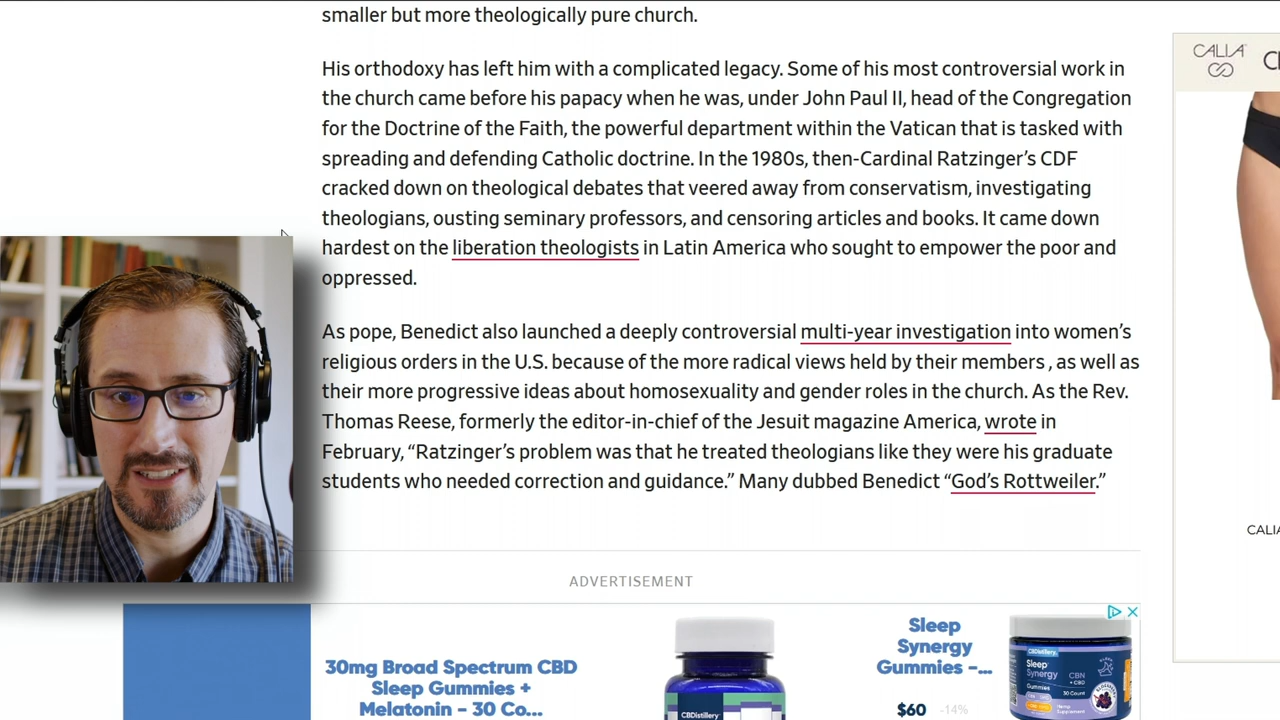 smaller but more theologically pure church.
His orthodoxy has left him with a complicated legacy. Some of his most controversial work in
the church came before his papacy when he was, under John Paul II, head of the Congregation
for the Doctrine of the Faith, the powerful department within the Vatican that is tasked with
spreading and defending Catholic doctrine. In the 1980s, then-Cardinal Ratzinger’s CDF
cracked down on theological debates that veered away from conservatism, investigating
theologians, ousting seminary professors, and censoring articles and books. It came down
hardest on the liberation theologists in Latin America who sought to empower the poor and
oppressed.
As pope, Benedict also launched a deeply controversial multi-year investigation into women’s
religious orders in the U.S. because of the more radical views held by their members , as well as
their more progressive ideas about homosexuality and gender roles in the church. As the Rev.
Thomas Reese, formerly the editor-in-chief of the Jesuit magazine America, wrote in
February, “Ratzinger’s problem was that he treated theologians like they were his graduate
students who needed correction and guidance.” Many dubbed Benedict “God’s Rottweiler.”
ADVERTISEMENT
30mg Broad Spectrum CBD
Sleep Gummies +
Melatonin – 30 Co...
CBDistillery
Sleep
Synergy
Gummies –...
$60 -14%
CBDistillery
Sleep
Synergy
CBN
+ CBD
Gummies
30 Count
CALIA
CALIA